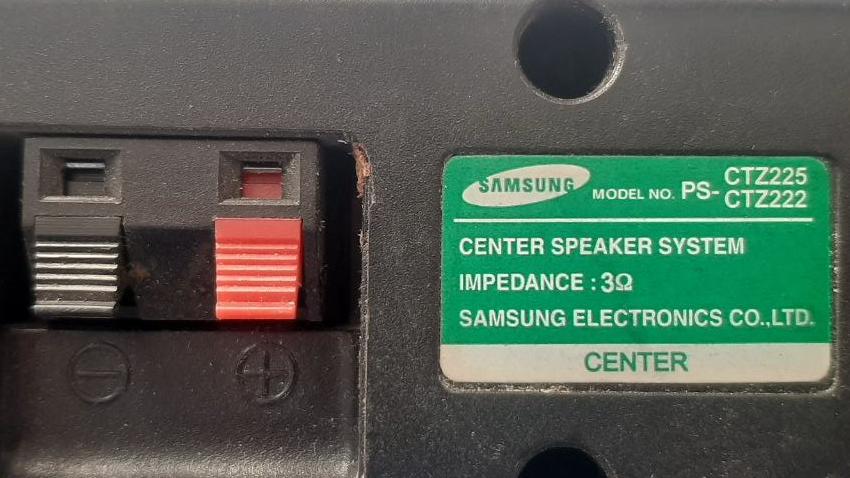 SAMSUNG
MODEL NO. PS- CTZ225
CTZ222
CENTER SPEAKER SYSTEM
IMPEDANCE : 3Ω
SAMSUNG ELECTRONICS CO.,LTD.
CENTER